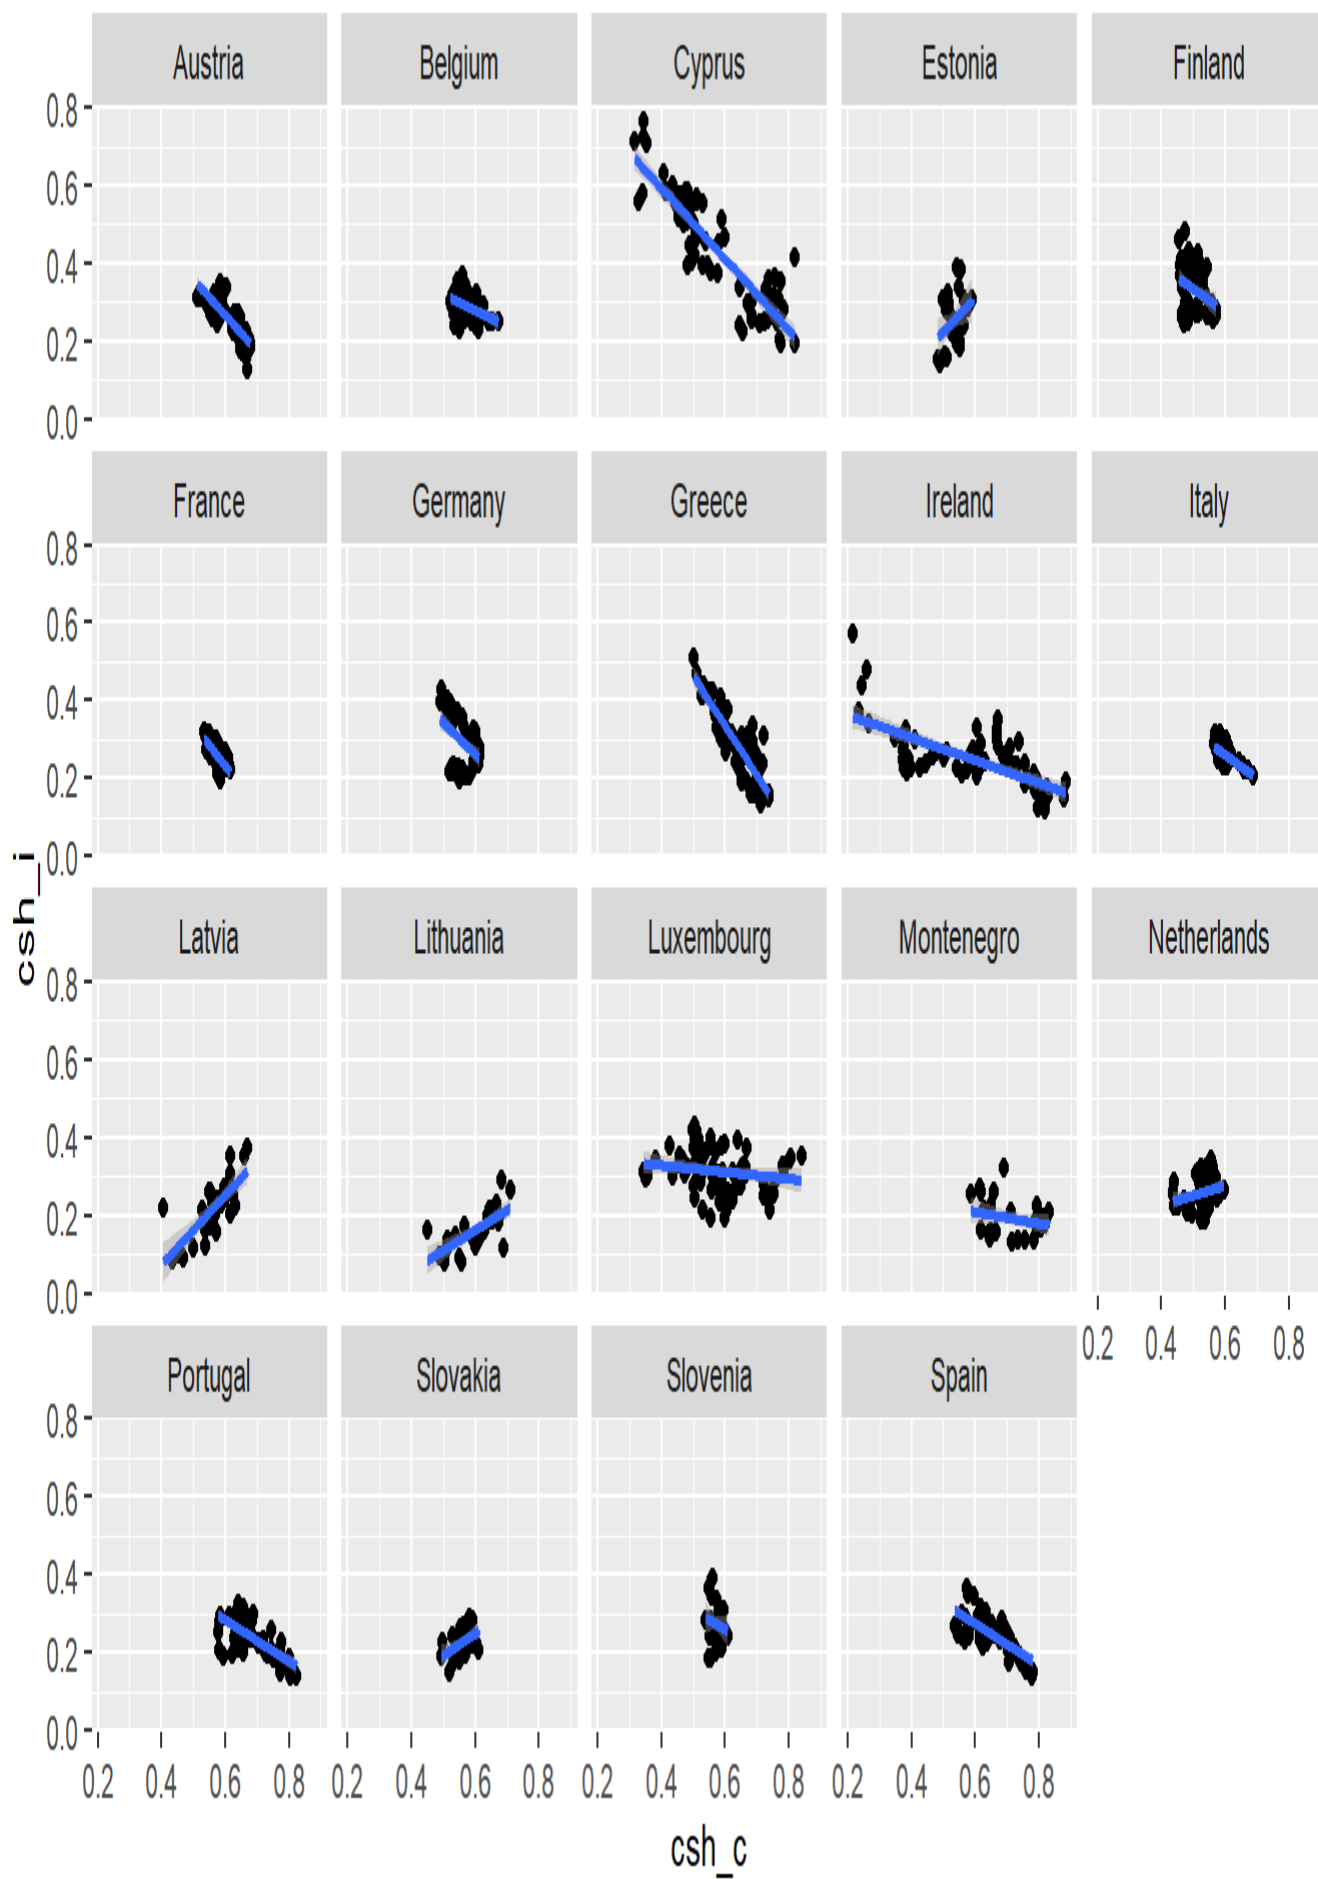 Austria Belgium Cyprus Estonia Finland
0.8
0.6
0.4
0.2
0.0
France Germany Greece Ireland Italy
0.8
0.6
0.4
0.2
0.0
csh_i
Latvia Lithuania Luxembourg Montenegro Netherlands
0.8
0.6
0.4
0.2
0.0
0.2 0.4 0.6 0.8
Portugal Slovakia Slovenia Spain
0.8
0.6
0.4
0.2
0.0
0.2 0.4 0.6 0.8 0.2 0.4 0.6 0.8 0.2 0.4 0.6 0.8 0.2 0.4 0.6 0.8
csh_c